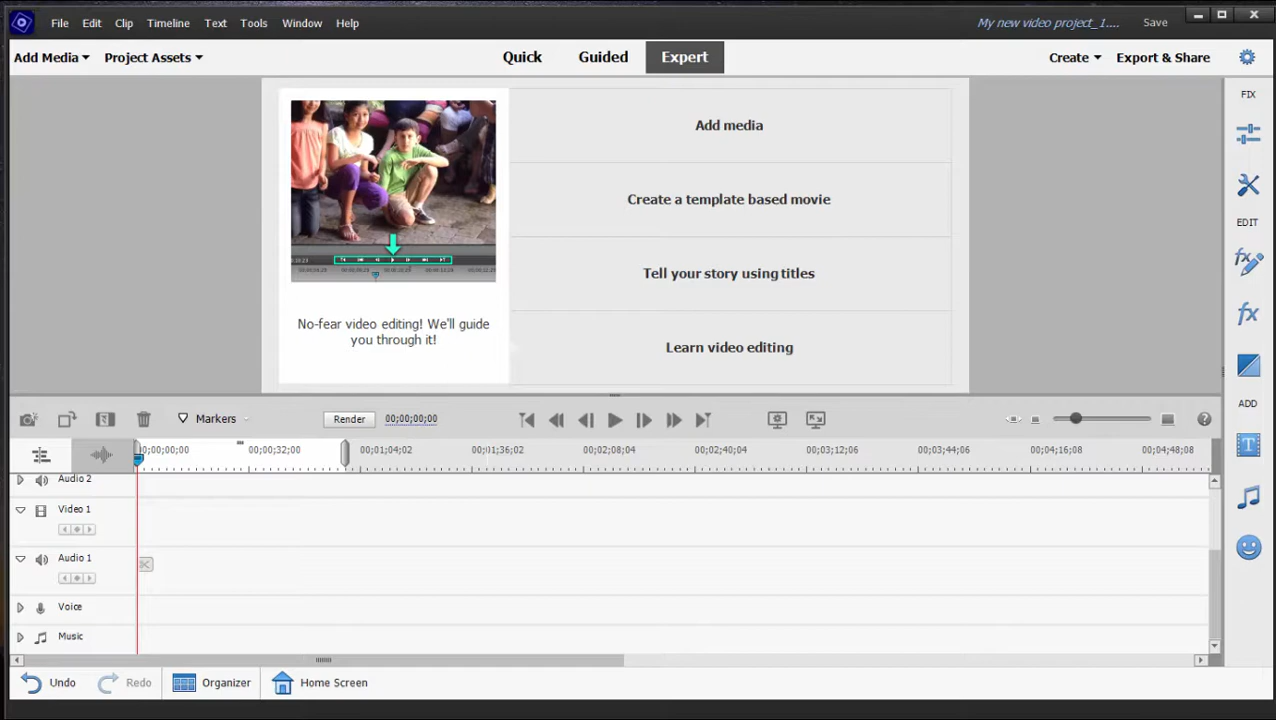 File Edit Clip Timeline Text Tools Window Help My new video project_1.... Save
Add Media Project Assets Quick Guided Expert Create Export & Share
FIX
Add media
Create a template based movie
EDIT
Tell your story using titles
No-fear video editing! We'll guide
you through it!
Learn video editing
ADD
Markers Render 00;00;00;00
00;00;00;00 00;00;32;00 00;01;04;02 00;01;36;02 00;02;08;04 00;02;40;04 00;03;12;06 00;03;44;06 00;04;16;08 00;04;48;08
Audio 2
Video 1
Audio 1
Voice
Music
Undo Redo Organizer Home Screen